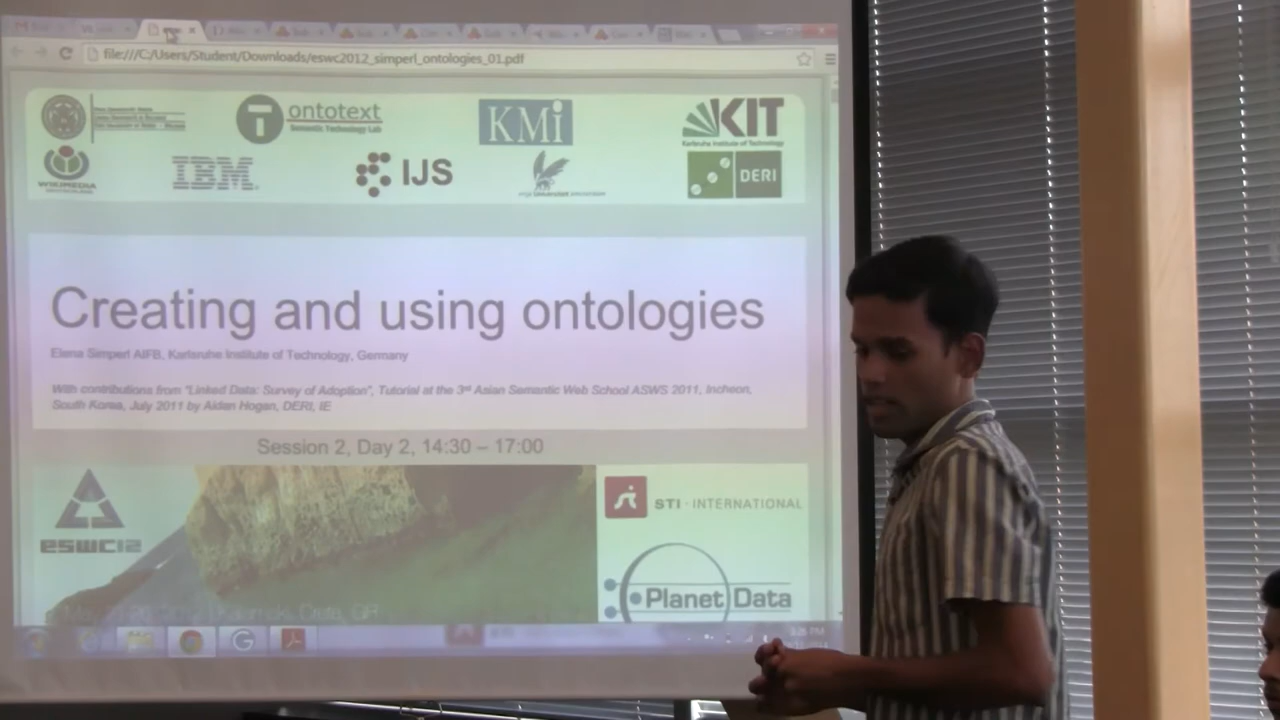 file:///C:/Users/Student/Downloads/eswc2012_simperl_ontologies_01.pdf
ontotext
Semantic Technology Lab
KMi
KIT
Karlsruhe Institute of Technology
WIKIMEDIA
IBM
IJS
DERI
Creating and using ontologies
Elena Simperl AIFB, Karlsruhe Institute of Technology, Germany
With contributions from "Linked Data: Survey of Adoption", Tutorial at the 3rd Asian Semantic Web School ASWS 2011, Incheon,
South Korea, July 2011 by Aidan Hogan, DERI, IE
Session 2, Day 2, 14:30 – 17:00
eswc12
STI · INTERNATIONAL
Planet Data